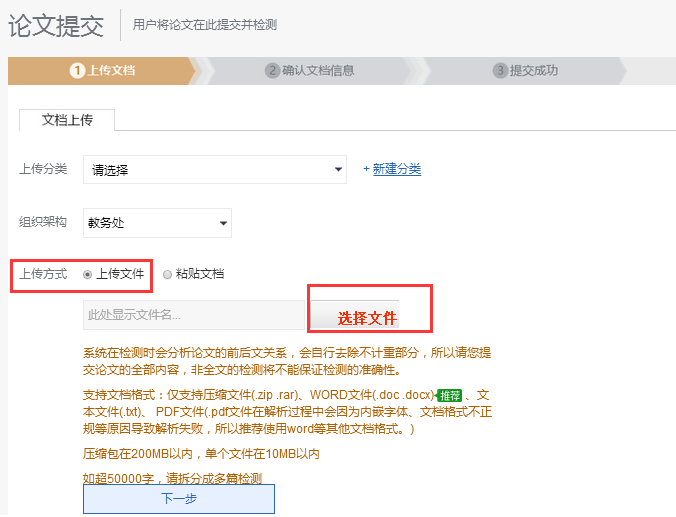 论文提交 用户将论文在此提交并检测
1 上传文档 2 确认文档信息 3 提交成功
文档上传
上传分类 请选择 + 新建分类
组织架构 教务处
上传方式 上传文件 粘贴文档
此处显示文件名... 选择文件
系统在检测时会分析论文的前后文关系，会自行去除不计重部分，所以请您提
交论文的全部内容，非全文的检测将不能保证检测的准确性。
支持文档格式：仅支持压缩文件(.zip .rar)、WORD文件(.doc .docx) 推荐 、文
本文件(.txt)、 PDF文件(.pdf文件在解析过程中会因为内嵌字体、文档格式不正
规等原因导致解析失败，所以推荐使用word等其他文档格式。)
压缩包在200MB以内，单个文件在10MB以内
如超50000字，请拆分成多篇检测
下一步